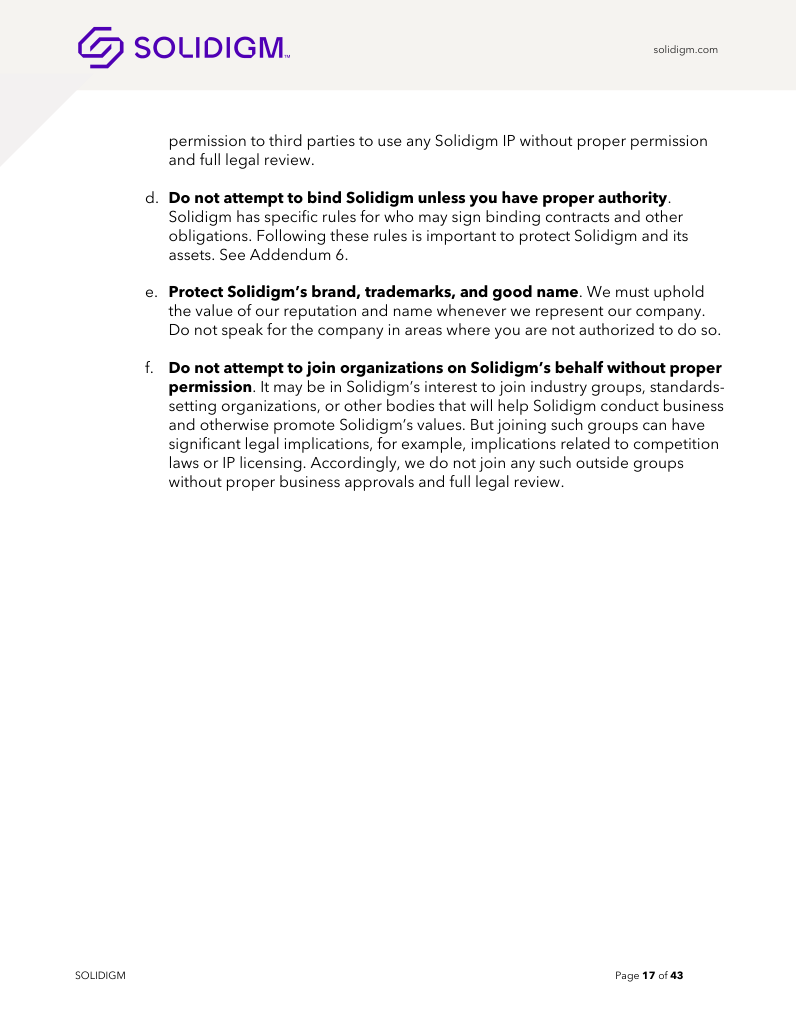 SOLIDIGM™
solidigm.com
permission to third parties to use any Solidigm IP without proper permission
and full legal review.
d. Do not attempt to bind Solidigm unless you have proper authority.
Solidigm has specific rules for who may sign binding contracts and other
obligations. Following these rules is important to protect Solidigm and its
assets. See Addendum 6.
e. Protect Solidigm’s brand, trademarks, and good name. We must uphold
the value of our reputation and name whenever we represent our company.
Do not speak for the company in areas where you are not authorized to do so.
f. Do not attempt to join organizations on Solidigm’s behalf without proper
permission. It may be in Solidigm’s interest to join industry groups, standards-
setting organizations, or other bodies that will help Solidigm conduct business
and otherwise promote Solidigm’s values. But joining such groups can have
significant legal implications, for example, implications related to competition
laws or IP licensing. Accordingly, we do not join any such outside groups
without proper business approvals and full legal review.
SOLIDIGM
Page 17 of 43